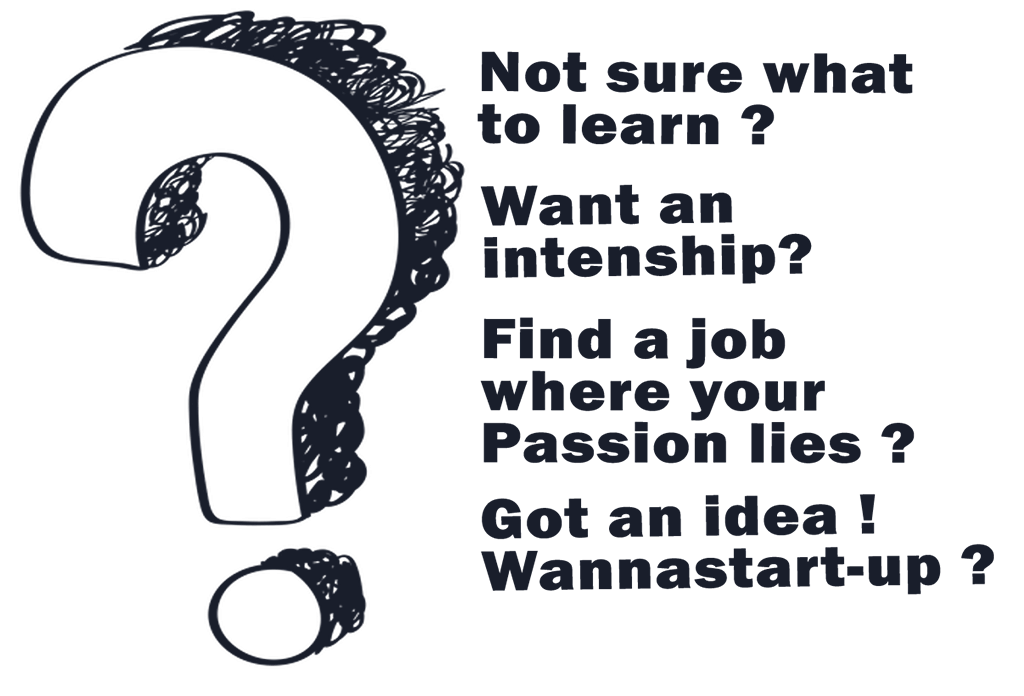 Not sure what
to learn ?
Want an
intenship?
Find a job
where your
Passion lies ?
Got an idea !
Wannastart-up ?